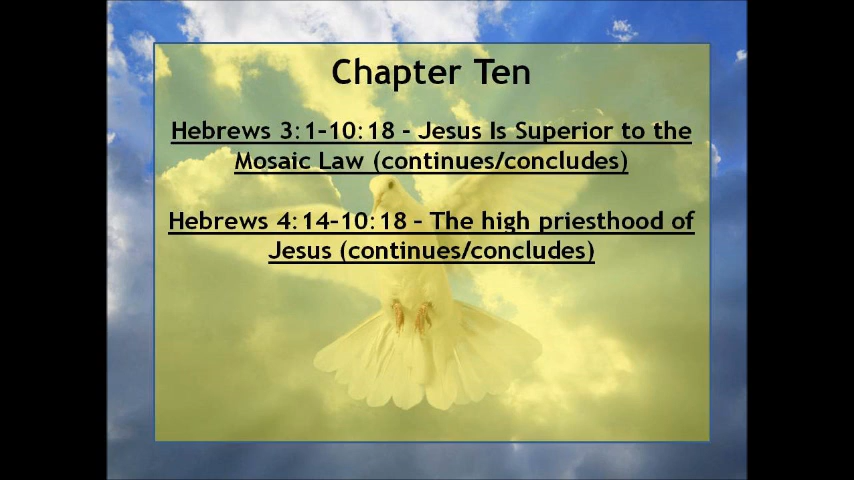 Chapter Ten
Hebrews 3:1–10:18 - Jesus Is Superior to the
Mosaic Law (continues/concludes)
Hebrews 4:14–10:18 – The high priesthood of
Jesus (continues/concludes)